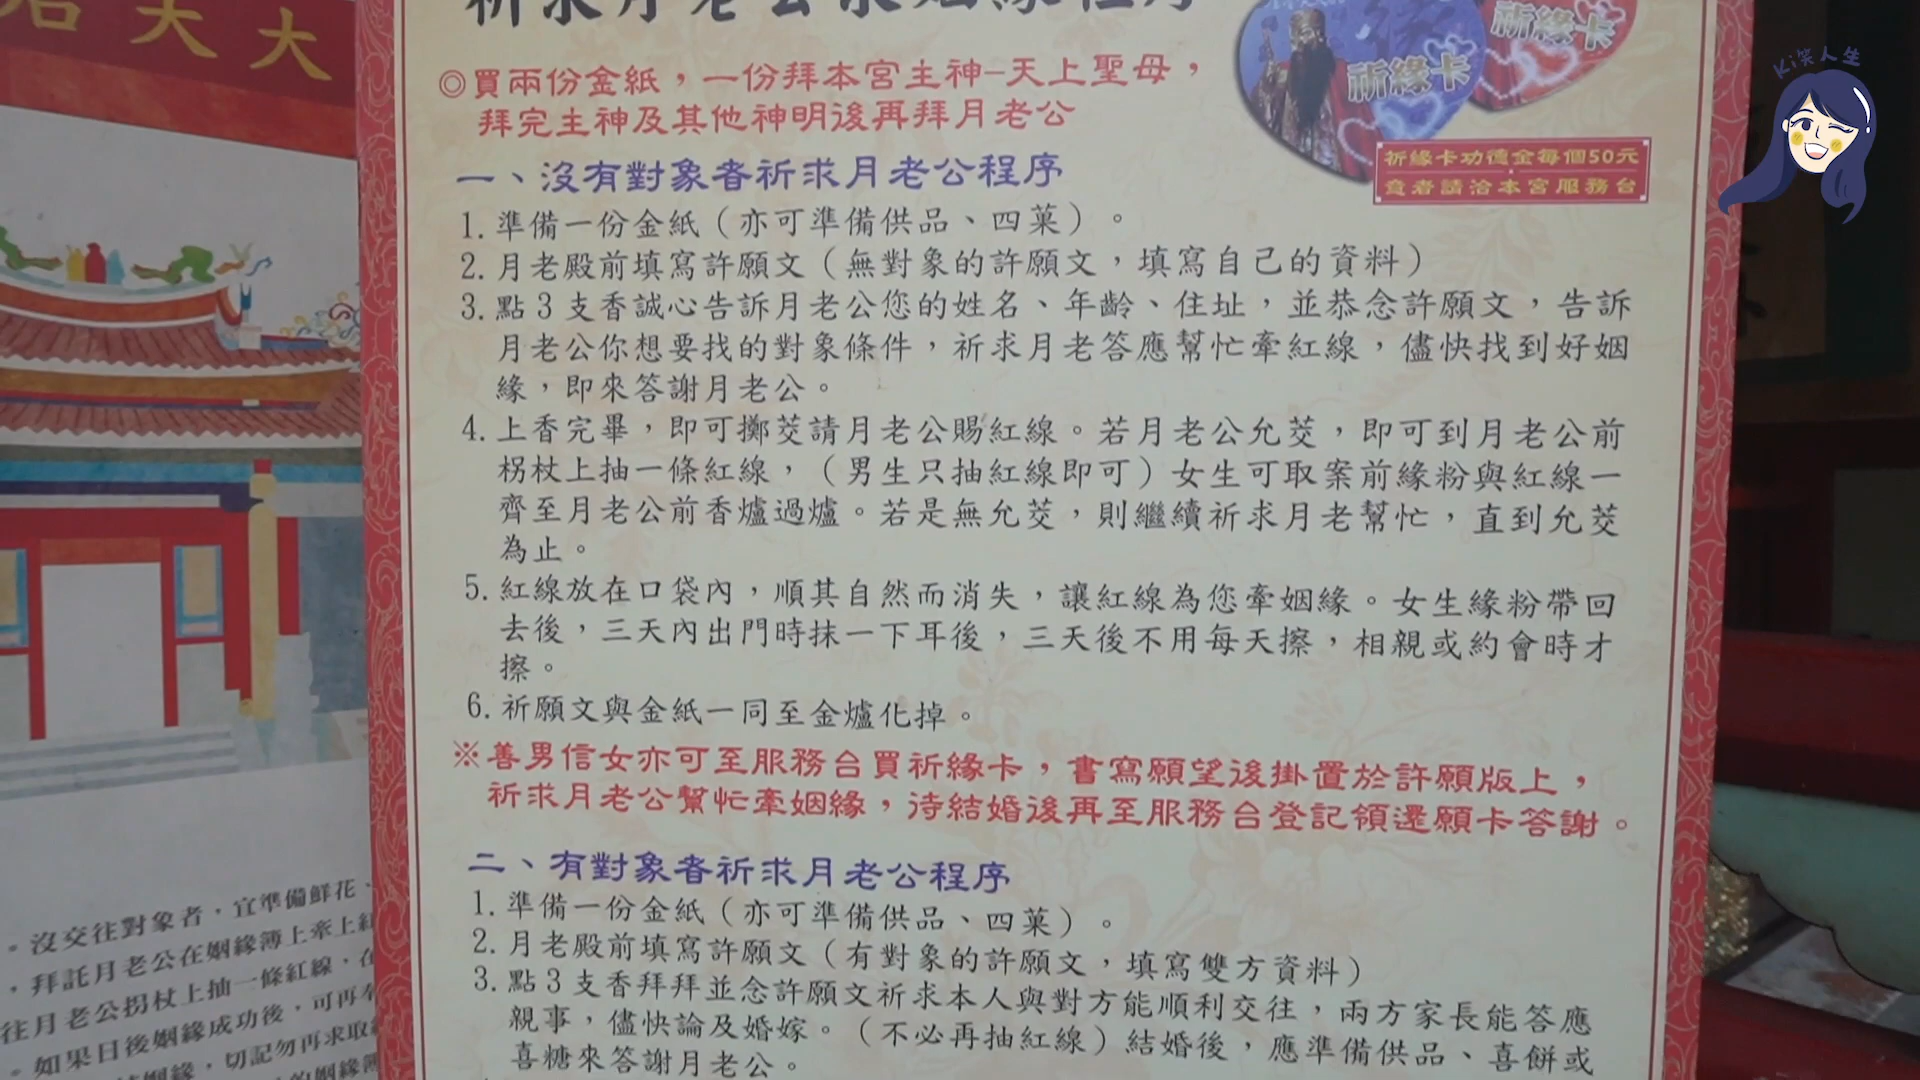 大天
祈求月老公求姻緣程序
◎買兩份金紙，一份拜本宮主神-天上聖母，
拜完主神及其他神明後再拜月老公
祈緣卡
祈緣卡
祈緣卡功德金每個50元
意者請洽本宮服務台
Ki笑人生
一、沒有對象者祈求月老公程序
1.準備一份金紙（亦可準備供品、四菓）。
2.月老殿前填寫許願文（無對象的許願文，填寫自己的資料）
3.點3支香誠心告訴月老公您的姓名、年齡、住址，並恭念許願文，告訴
月老公你想要找的對象條件，祈求月老答應幫忙牽紅線，儘快找到好姻
緣，即來答謝月老公。
4.上香完畢，即可擲茭請月老公賜紅線。若月老公允茭，即可到月老公前
柺杖上抽一條紅線，（男生只抽紅線即可）女生可取案前緣粉與紅線一
齊至月老公前香爐過爐。若是無允茭，則繼續祈求月老幫忙，直到允茭
為止。
5.紅線放在口袋內，順其自然而消失，讓紅線為您牽姻緣。女生緣粉帶回
去後，三天內出門時抹一下耳後，三天後不用每天擦，相親或約會時才
擦。
6.祈願文與金紙一同至金爐化掉。
※善男信女亦可至服務台買祈緣卡，書寫願望後掛置於許願版上，
祈求月老公幫忙牽姻緣，待結婚後再至服務台登記領還願卡答謝。
二、有對象者祈求月老公程序
1.準備一份金紙（亦可準備供品、四菓）。
2.月老殿前填寫許願文（有對象的許願文，填寫雙方資料）
3.點3支香拜拜並念許願文祈求本人與對方能順利交往，兩方家長能答應
親事，儘快論及婚嫁。（不必再抽紅線）結婚後，應準備供品、喜餅或
喜糖來答謝月老公。
。沒交往對象者，宜準備鮮花、
，拜託月老公在姻緣簿上牽上紅
往月老公拐杖上抽一條紅線，在
。如果日後姻緣成功後，可再
姻緣，切記勿再求取
的姻緣簿